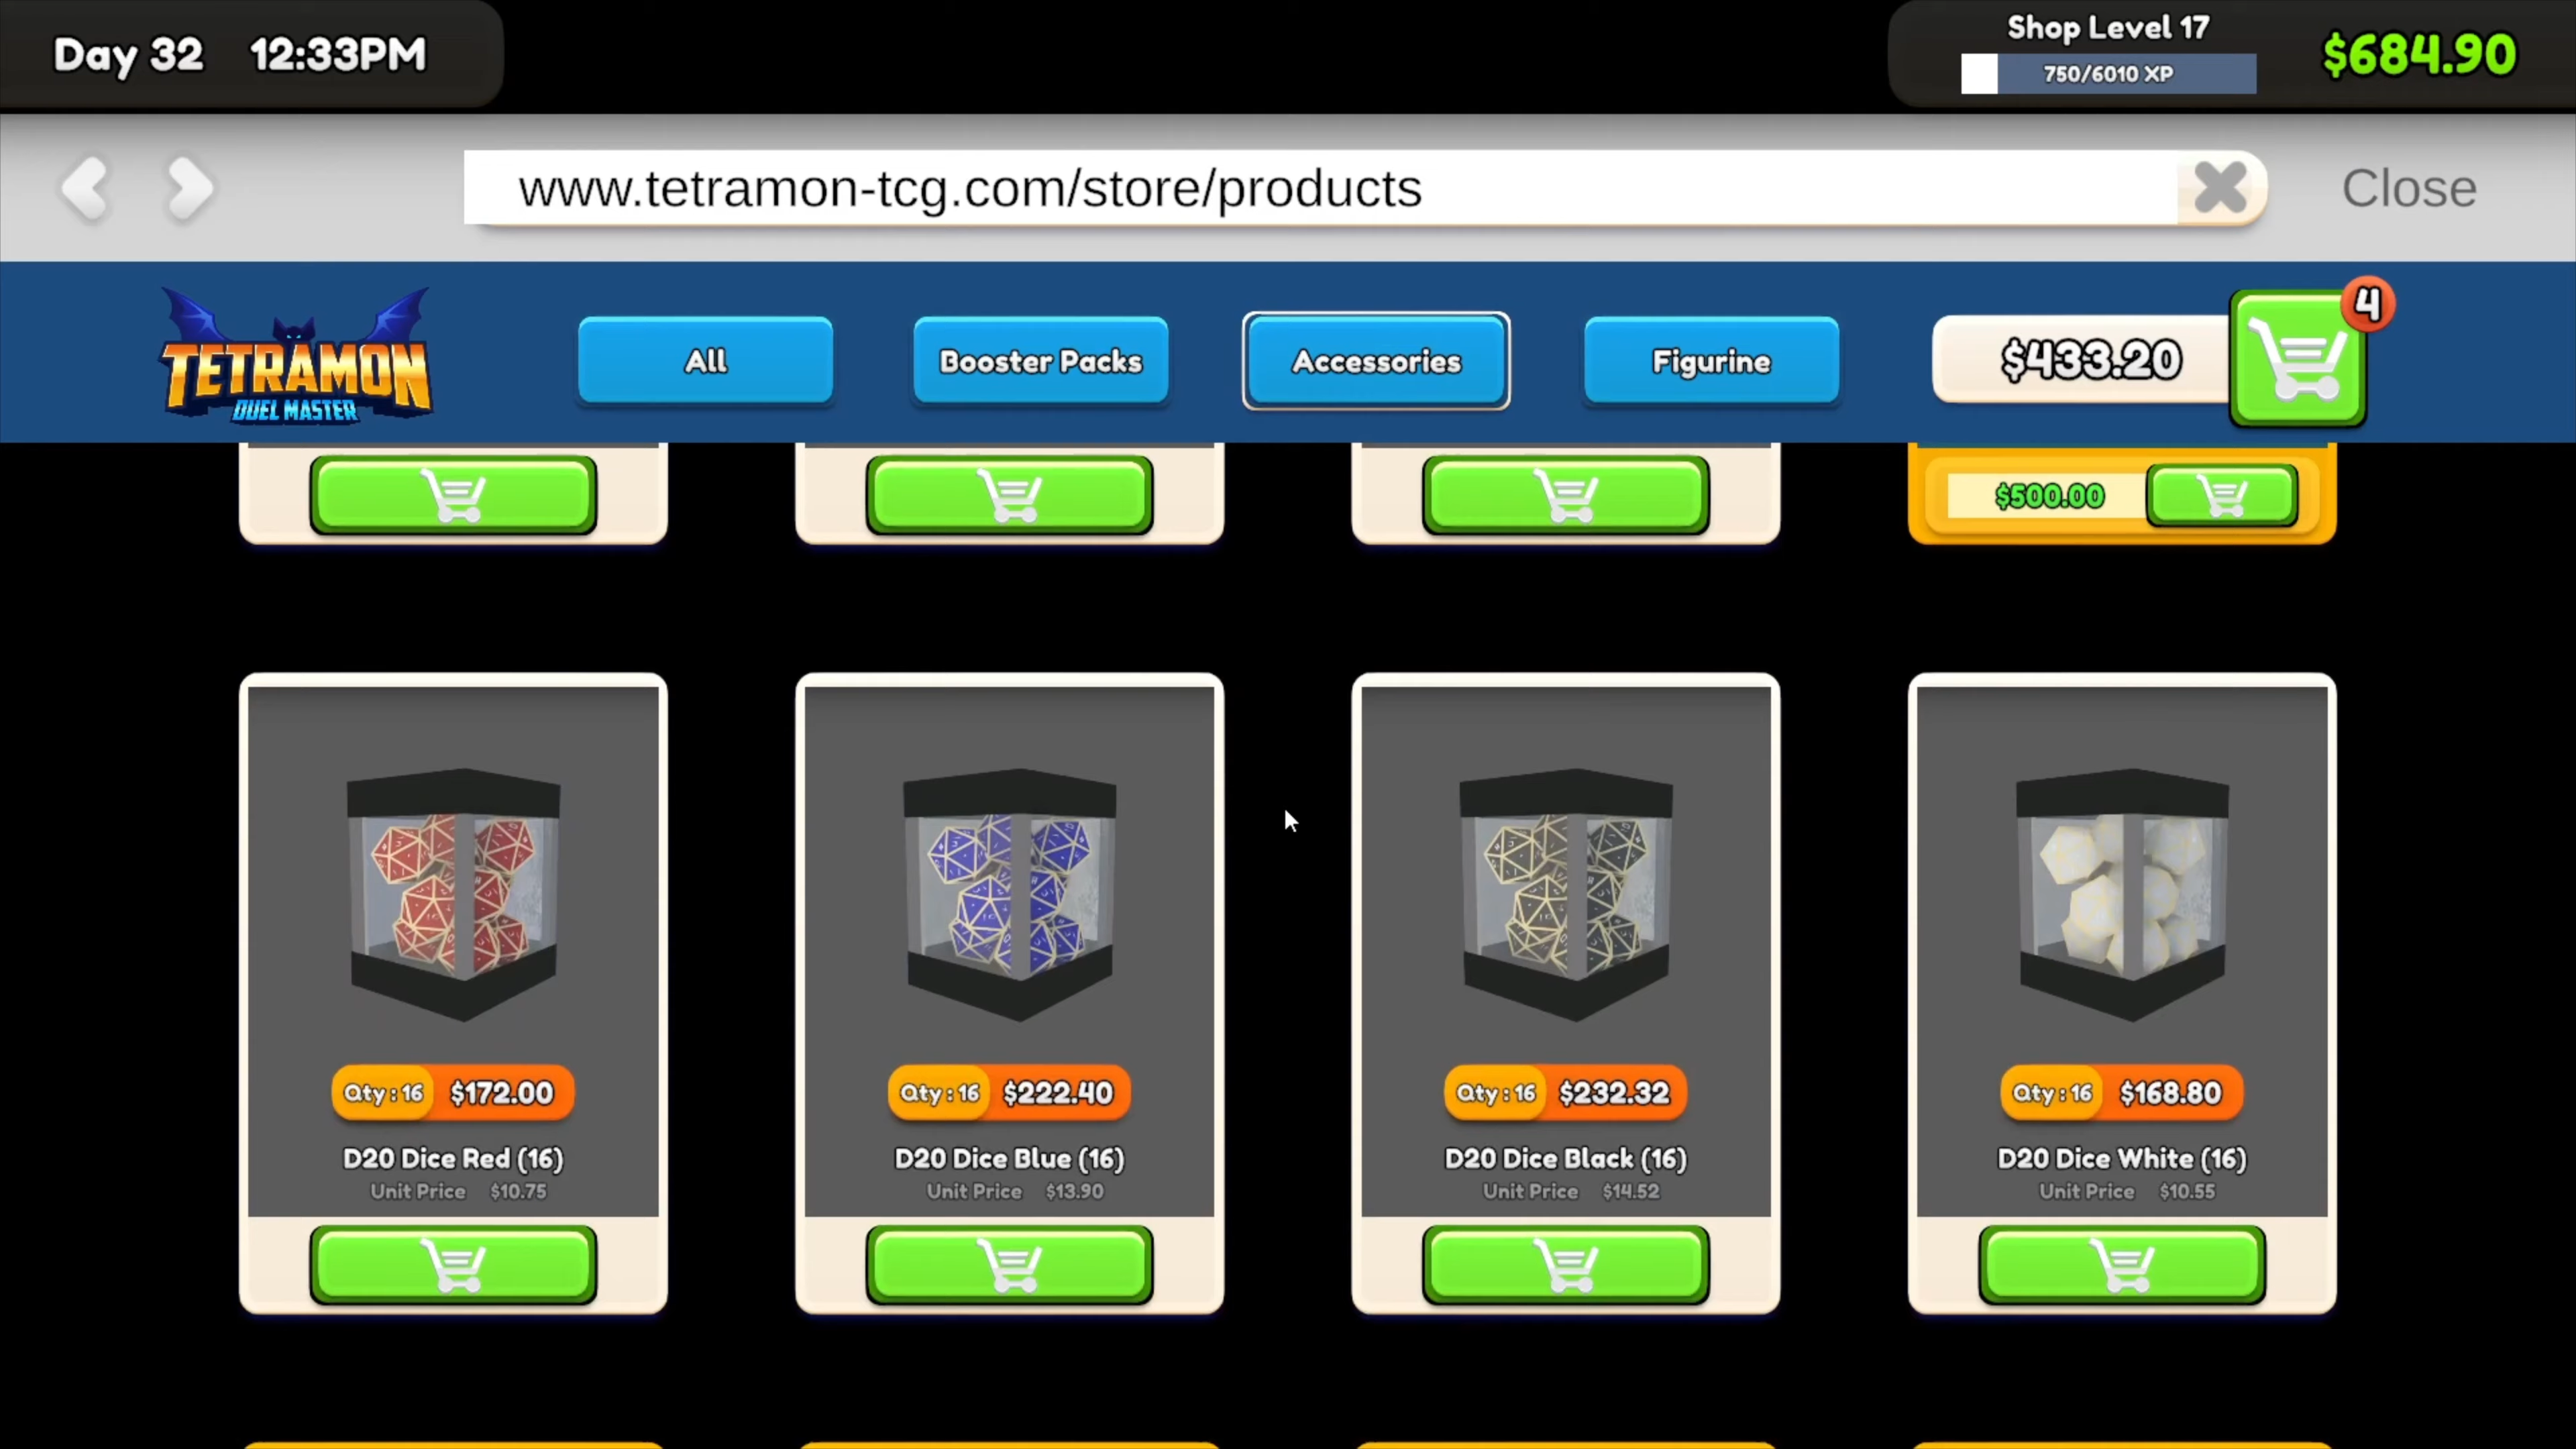 Day 32 12:33PM
Shop Level 17
750/6010 XP
$684.90
www.tetramon-tcg.com/store/products
Close
TETRAMON
DUEL MASTER
All
Booster Packs
Accessories
Figurine
$433.20
4
$500.00
Qty : 16 $172.00
D20 Dice Red (16)
Unit Price $10.75
Qty : 16 $222.40
D20 Dice Blue (16)
Unit Price $13.90
Qty : 16 $232.32
D20 Dice Black (16)
Unit Price $14.52
Qty : 16 $168.80
D20 Dice White (16)
Unit Price $10.55